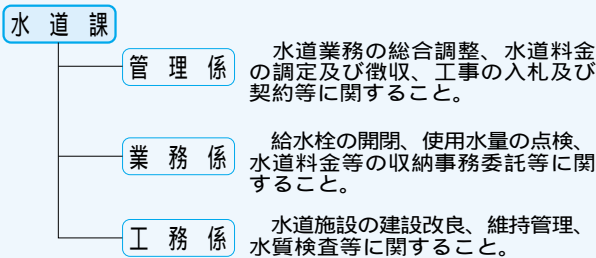 水道課
管理係
水道業務の総合調整、水道料金
の調定及び徴収、工事の入札及び
契約等に関すること。
業務係
給水栓の開閉、使用水量の点検、
水道料金等の収納事務委託等に関
すること。
工務係
水道施設の建設改良、維持管理、
水質検査等に関すること。